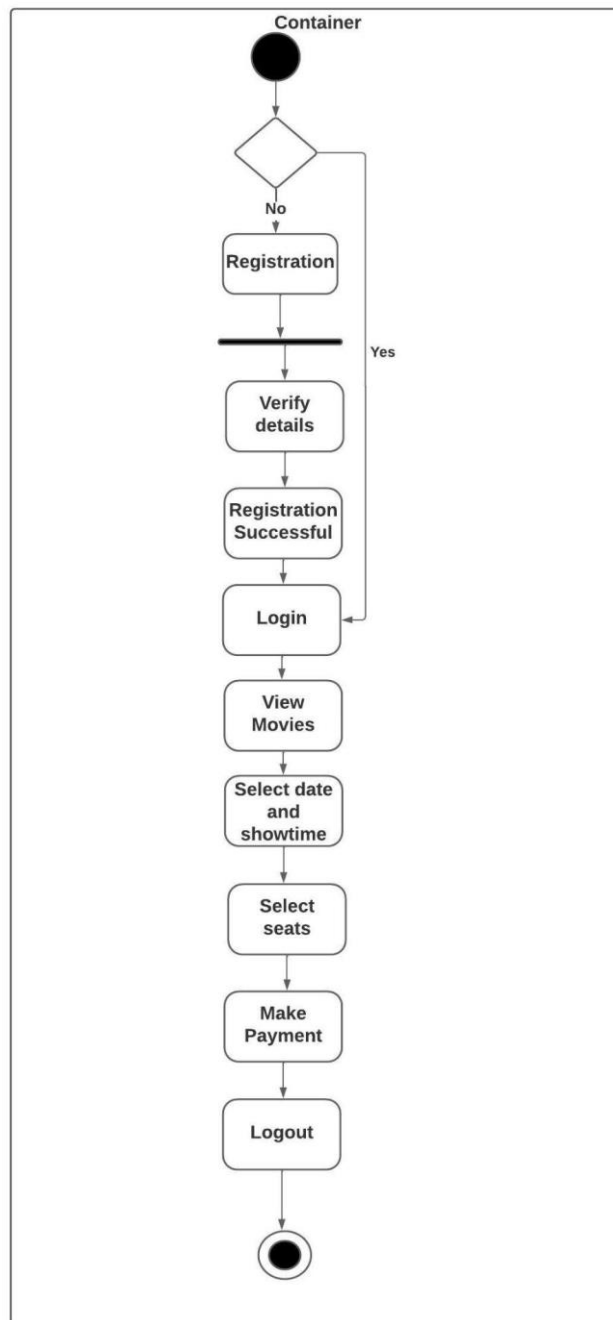 Container
No
Registration
Yes
Verify
details
Registration
Successful
Login
View
Movies
Select date
and
showtime
Select
seats
Make
Payment
Logout